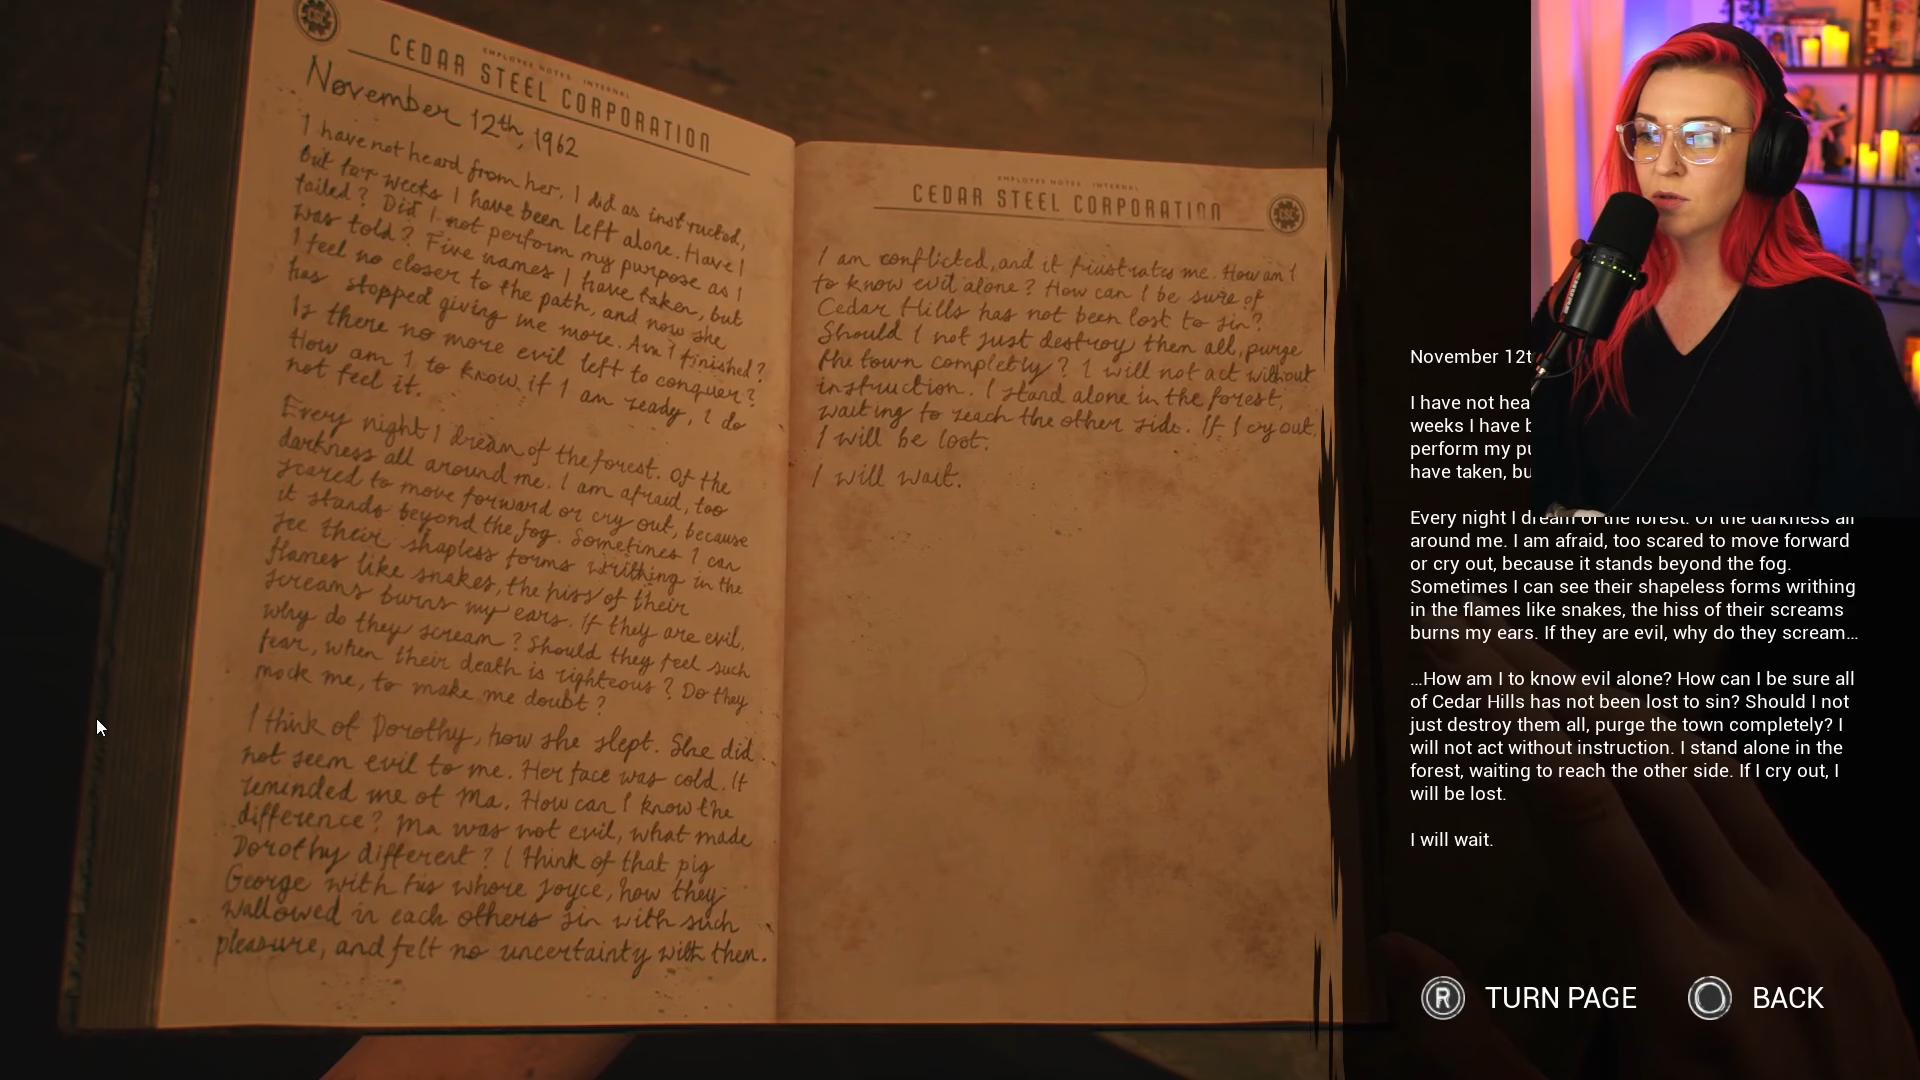 EMPLOYEE NOTES - INTERNAL
CEDAR STEEL CORPORATION
November 12th, 1962
I have not heard from her. I did as instructed,
But for weeks I have been left alone. Have I
failed? Did I not perform my purpose as I
was told? Five names I have taken, but
I feel no closer to the path, and now she
has stopped giving me more. Am I finished?
Is there no more evil left to conquer?
How am I to know if I am ready, I do
not feel it.
Every night I dream of the forest. Of the
darkness all around me. I am afraid, too
scared to move forward or cry out, because
it stands beyond the fog. Sometimes I can
see their shapless forms writhing in the
flames like snakes, the hiss of their
screams burns my ears. If they are evil,
why do they scream? Should they feel such
fear, when their death is righteous? Do they
mock me, to make me doubt?
I think of Dorothy, how she slept. She did
not seem evil to me. Her face was cold. It
reminded me of Ma. How can I know the
difference? Ma was not evil, what made
Dorothy different? I think of that pig
George with his whore Joyce, how they
wallowed in each others sin with such
pleasure, and felt no uncertainty with them.
EMPLOYEE NOTES - INTERNAL
CEDAR STEEL CORPORATION
CSC
I am conflicted, and it frustrates me. How am I
to know evil alone? How can I be sure of
Cedar Hills has not been lost to sin?
Should I not just destroy them all, purge
the town completly? I will not act without
instruction. I stand alone in the forest,
waiting to reach the other side. If I cry out,
I will be lost.
I will wait.
November 12t
I have not hea
weeks I have b
perform my pu
have taken, bu
Every night I dream of the forest. Of the darkness all
around me. I am afraid, too scared to move forward
or cry out, because it stands beyond the fog.
Sometimes I can see their shapeless forms writhing
in the flames like snakes, the hiss of their screams
burns my ears. If they are evil, why do they scream...
...How am I to know evil alone? How can I be sure all
of Cedar Hills has not been lost to sin? Should I not
just destroy them all, purge the town completely? I
will not act without instruction. I stand alone in the
forest, waiting to reach the other side. If I cry out, I
will be lost.
I will wait.
R TURN PAGE
BACK